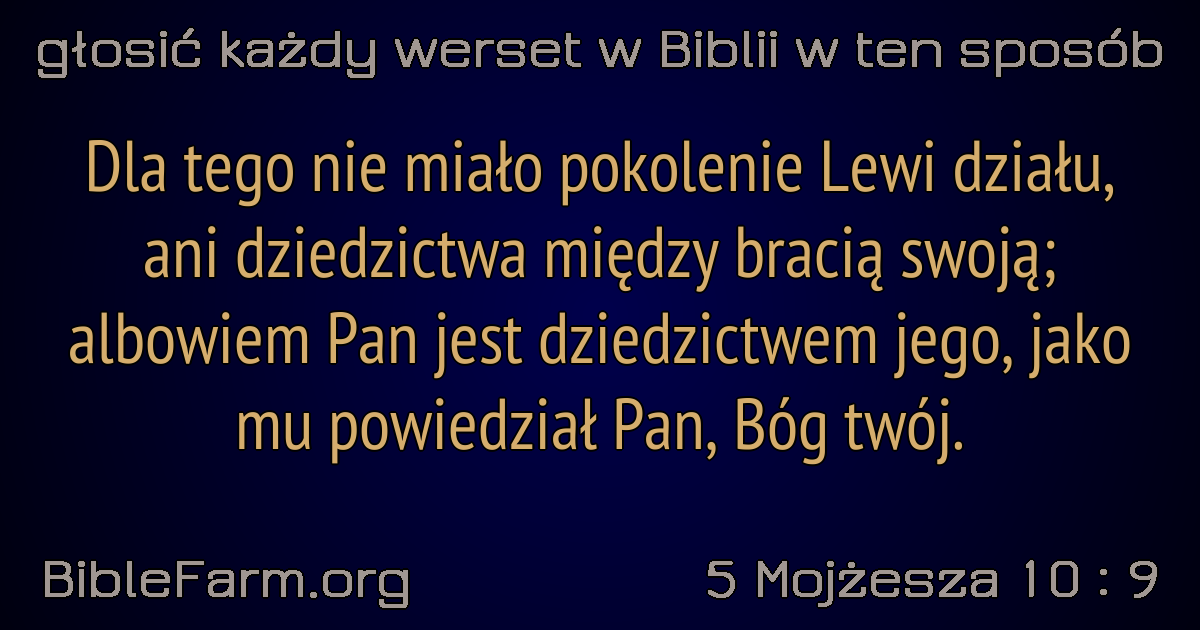 głosić każdy werset w Biblii w ten sposób
Dla tego nie miało pokolenie Lewi działu,
ani dziedzictwa między bracią swoją;
albowiem Pan jest dziedzictwem jego, jako
mu powiedział Pan, Bóg twój.
BibleFarm.org
5 Mojżesza 10 : 9